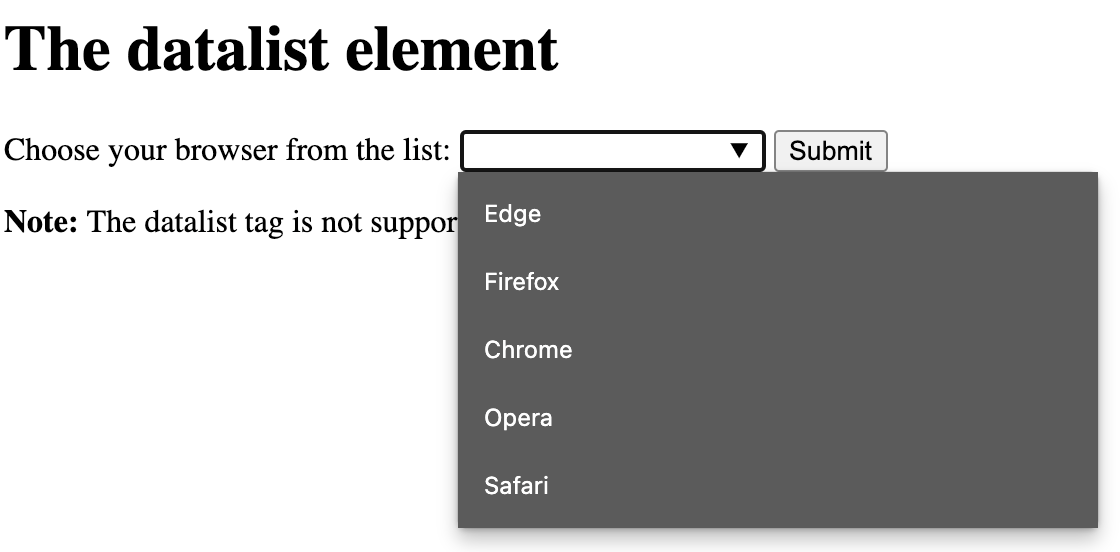 The datalist element
Choose your browser from the list: Submit
Note: The datalist tag is not suppor
Edge
Firefox
Chrome
Opera
Safari